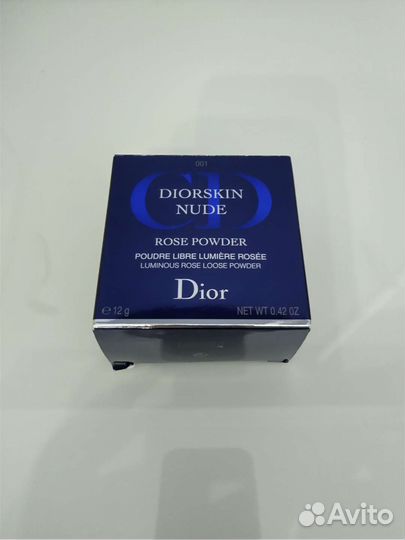 001
CD
DIORSKIN
NUDE
ROSE POWDER
POUDRE LIBRE LUMIÈRE ROSÉE
LUMINOUS ROSE LOOSE POWDER
Dior
℮ 12 g NET WT 0.42 OZ
Avito